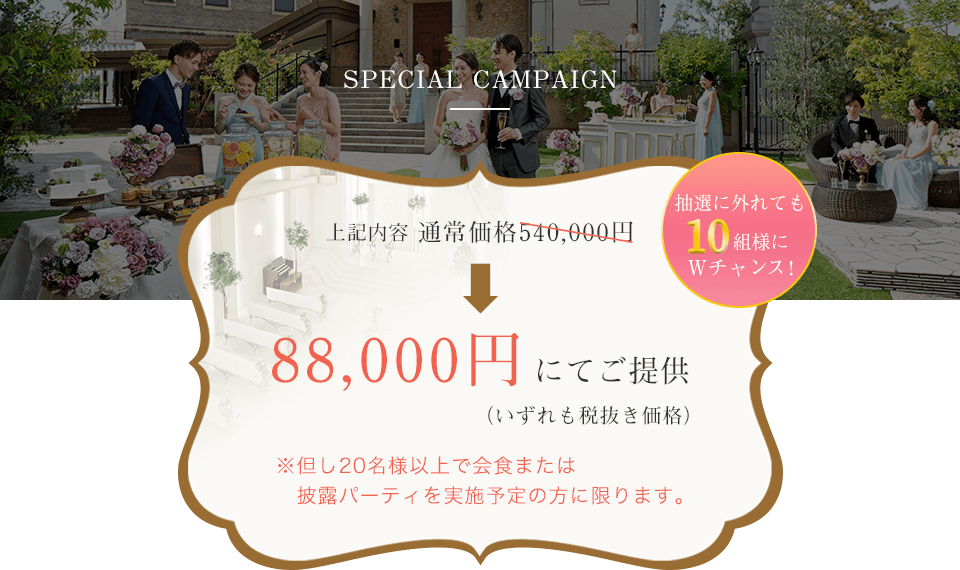 SPECIAL CAMPAIGN
抽選に外れても
10組様に
Wチャンス!
上記内容 通常価格540,000円
88,000円にてご提供
(いずれも税抜き価格)
※但し20名様以上で会食または
披露パーティを実施予定の方に限ります。